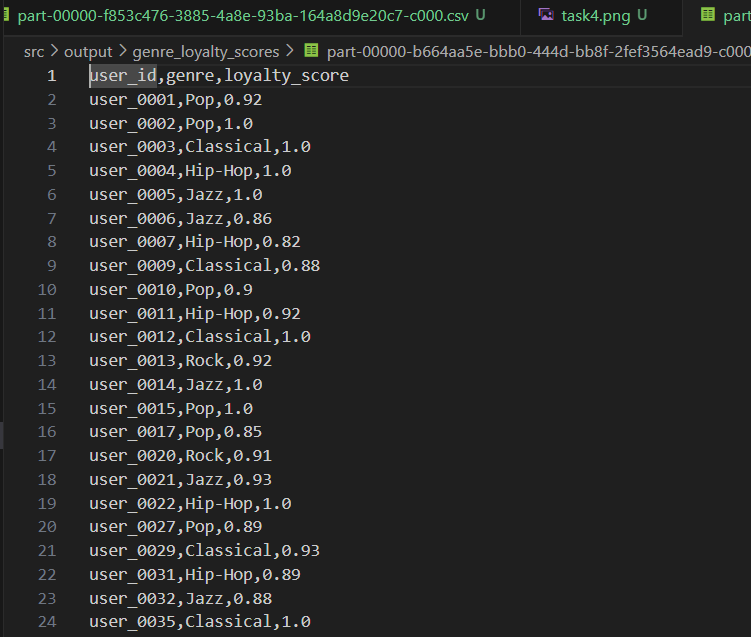 part-00000-f853c476-3885-4a8e-93ba-164a8d9e20c7-c000.csv U task4.png U part
src > output > genre_loyalty_scores > part-00000-b664aa5e-bbb0-444d-bb8f-2fef3564ead9-c000
1 user_id,genre,loyalty_score
2 user_0001,Pop,0.92
3 user_0002,Pop,1.0
4 user_0003,Classical,1.0
5 user_0004,Hip-Hop,1.0
6 user_0005,Jazz,1.0
7 user_0006,Jazz,0.86
8 user_0007,Hip-Hop,0.82
9 user_0009,Classical,0.88
10 user_0010,Pop,0.9
11 user_0011,Hip-Hop,0.92
12 user_0012,Classical,1.0
13 user_0013,Rock,0.92
14 user_0014,Jazz,1.0
15 user_0015,Pop,1.0
16 user_0017,Pop,0.85
17 user_0020,Rock,0.91
18 user_0021,Jazz,0.93
19 user_0022,Hip-Hop,1.0
20 user_0027,Pop,0.89
21 user_0029,Classical,0.93
22 user_0031,Hip-Hop,0.89
23 user_0032,Jazz,0.88
24 user_0035,Classical,1.0